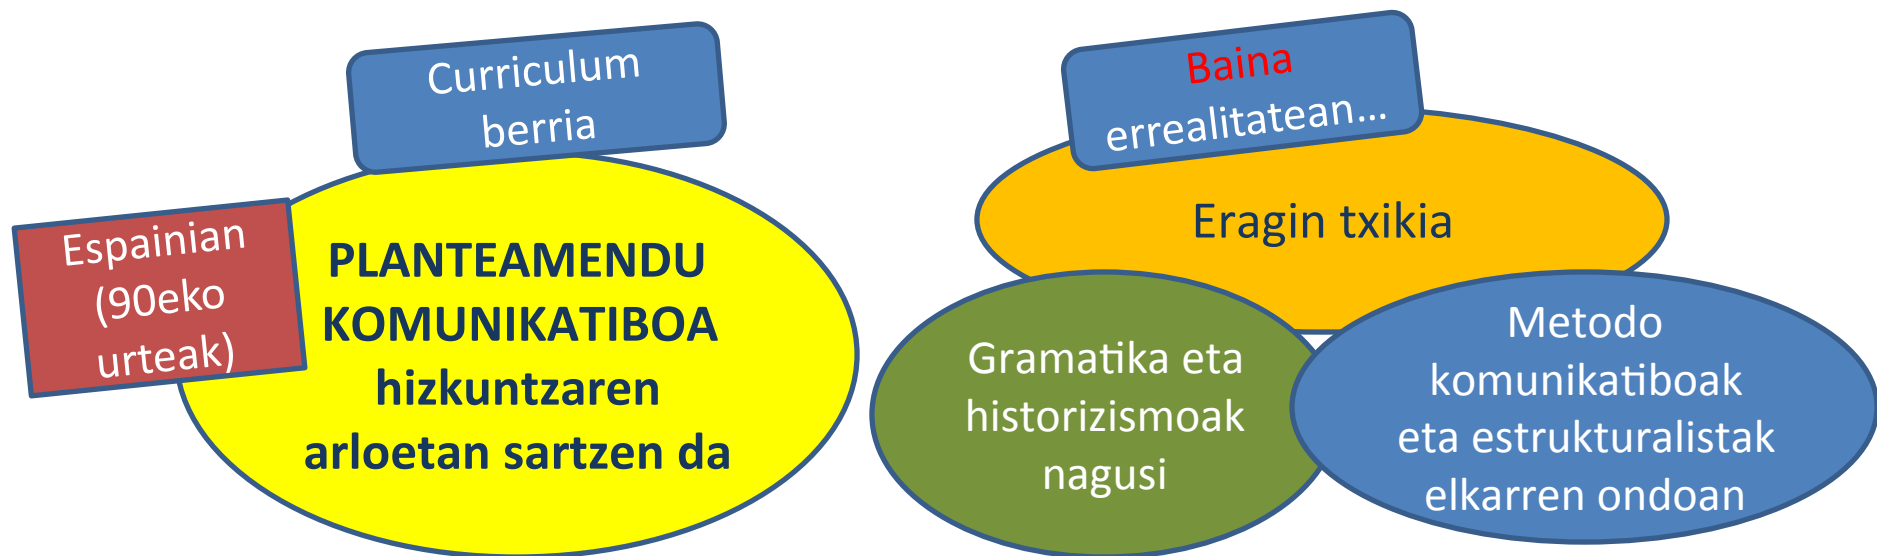 Curriculum
berria
Espainian
(90eko
urteak)
PLANTEAMENDU
KOMUNIKATIBOA
hizkuntzaren
arloetan sartzen da
Baina
errealitatean...
Eragin txikia
Gramatika eta
historizismoak
nagusi
Metodo
komunikatiboak
eta estrukturalistak
elkarren ondoan